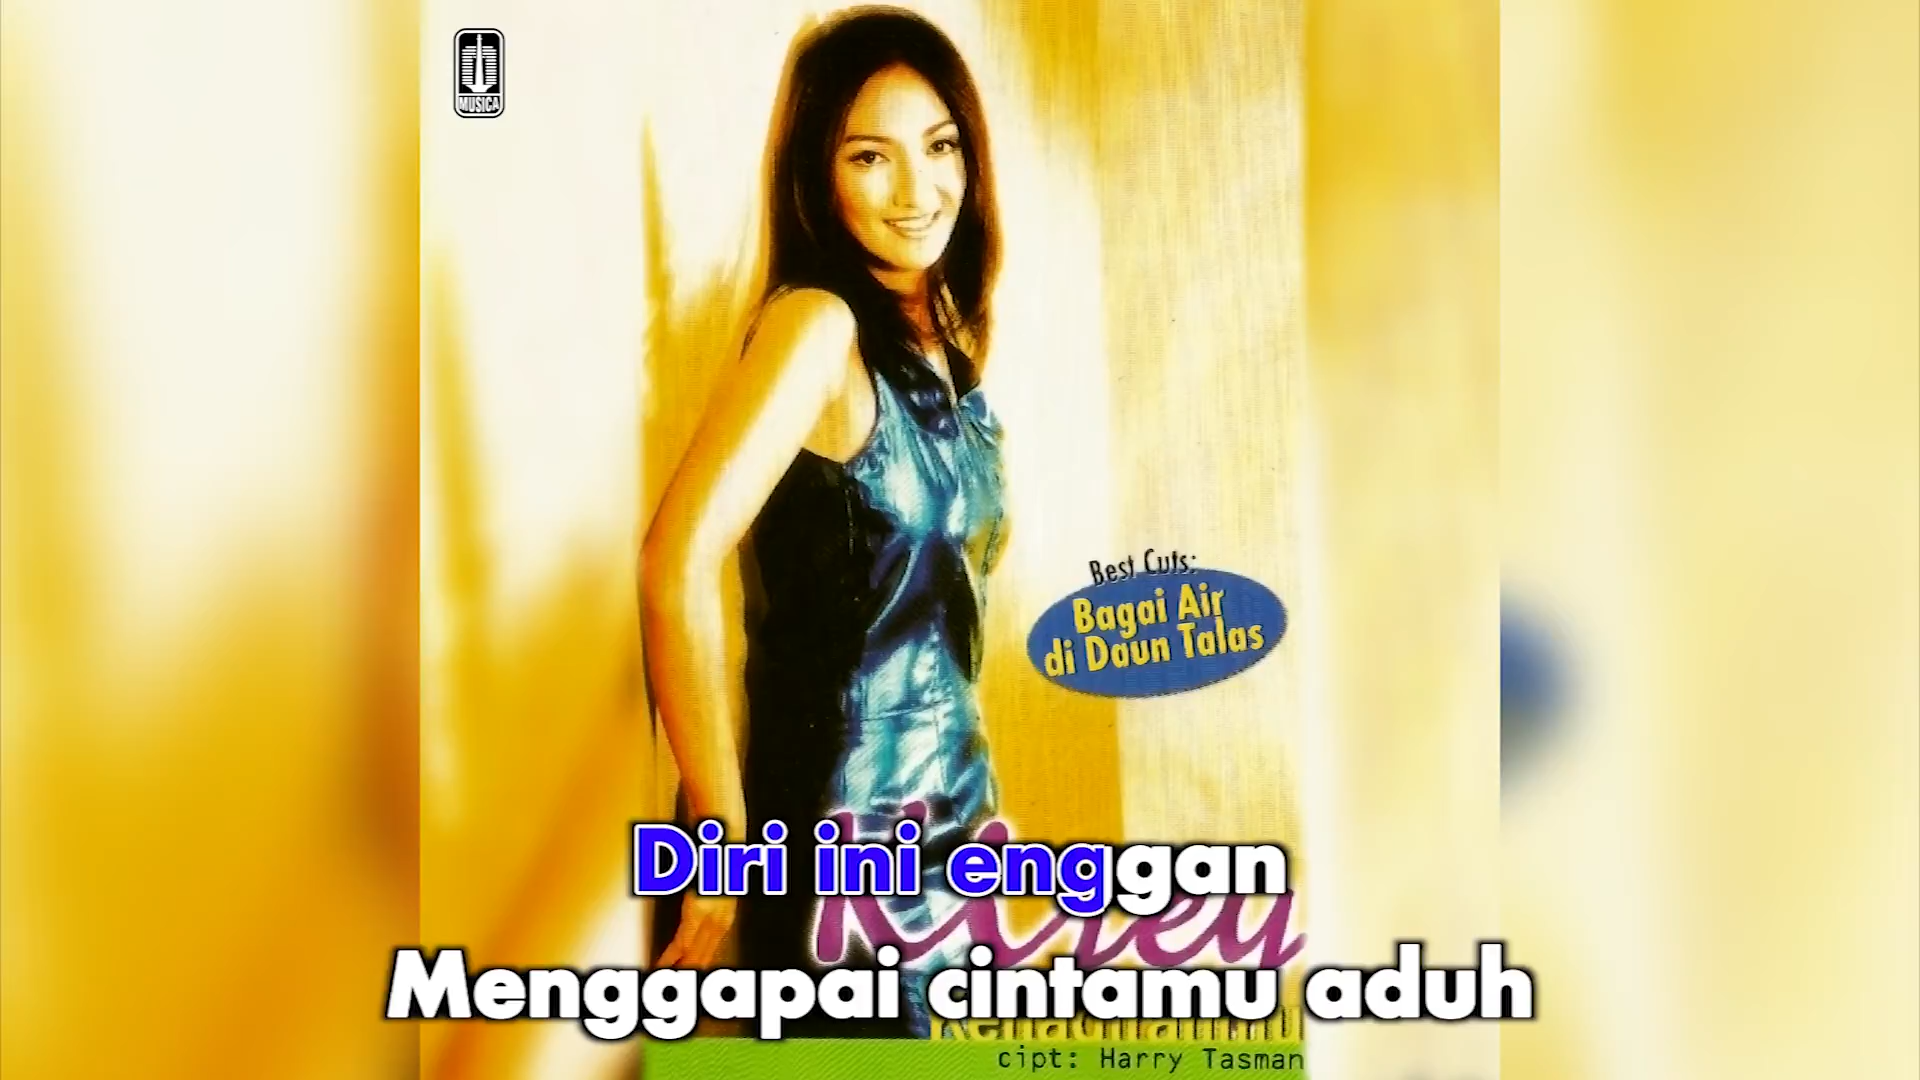 MUSICA
Best Cuts:
Bagai Air
di Daun Talas
Diri ini enggan
Menggapai cintamu aduh
cipt: Harry Tasman